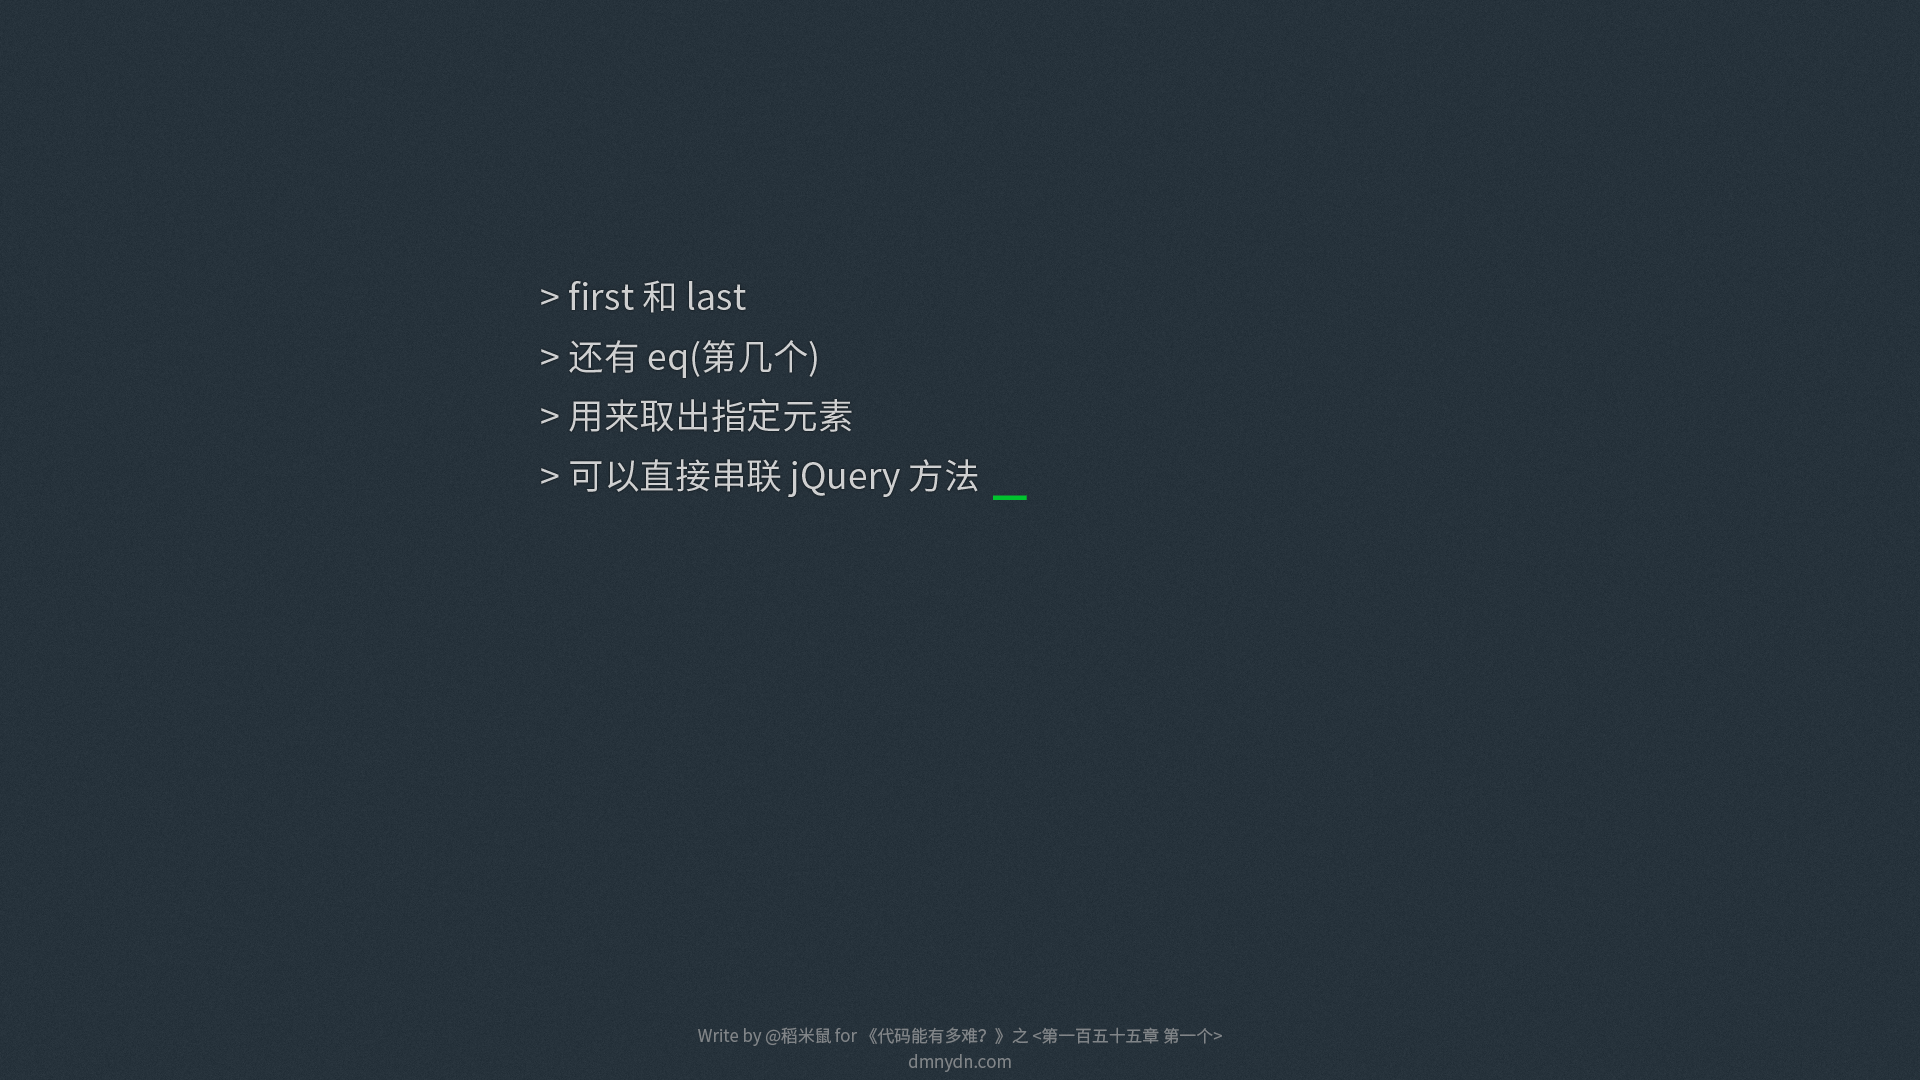 > first 和 last
> 还有 eq(第几个)
> 用来取出指定元素
> 可以直接串联 jQuery 方法 _
Write by @稻米鼠 for 《代码能有多难？》之 <第一百五十五章 第一个>
dmnydn.com